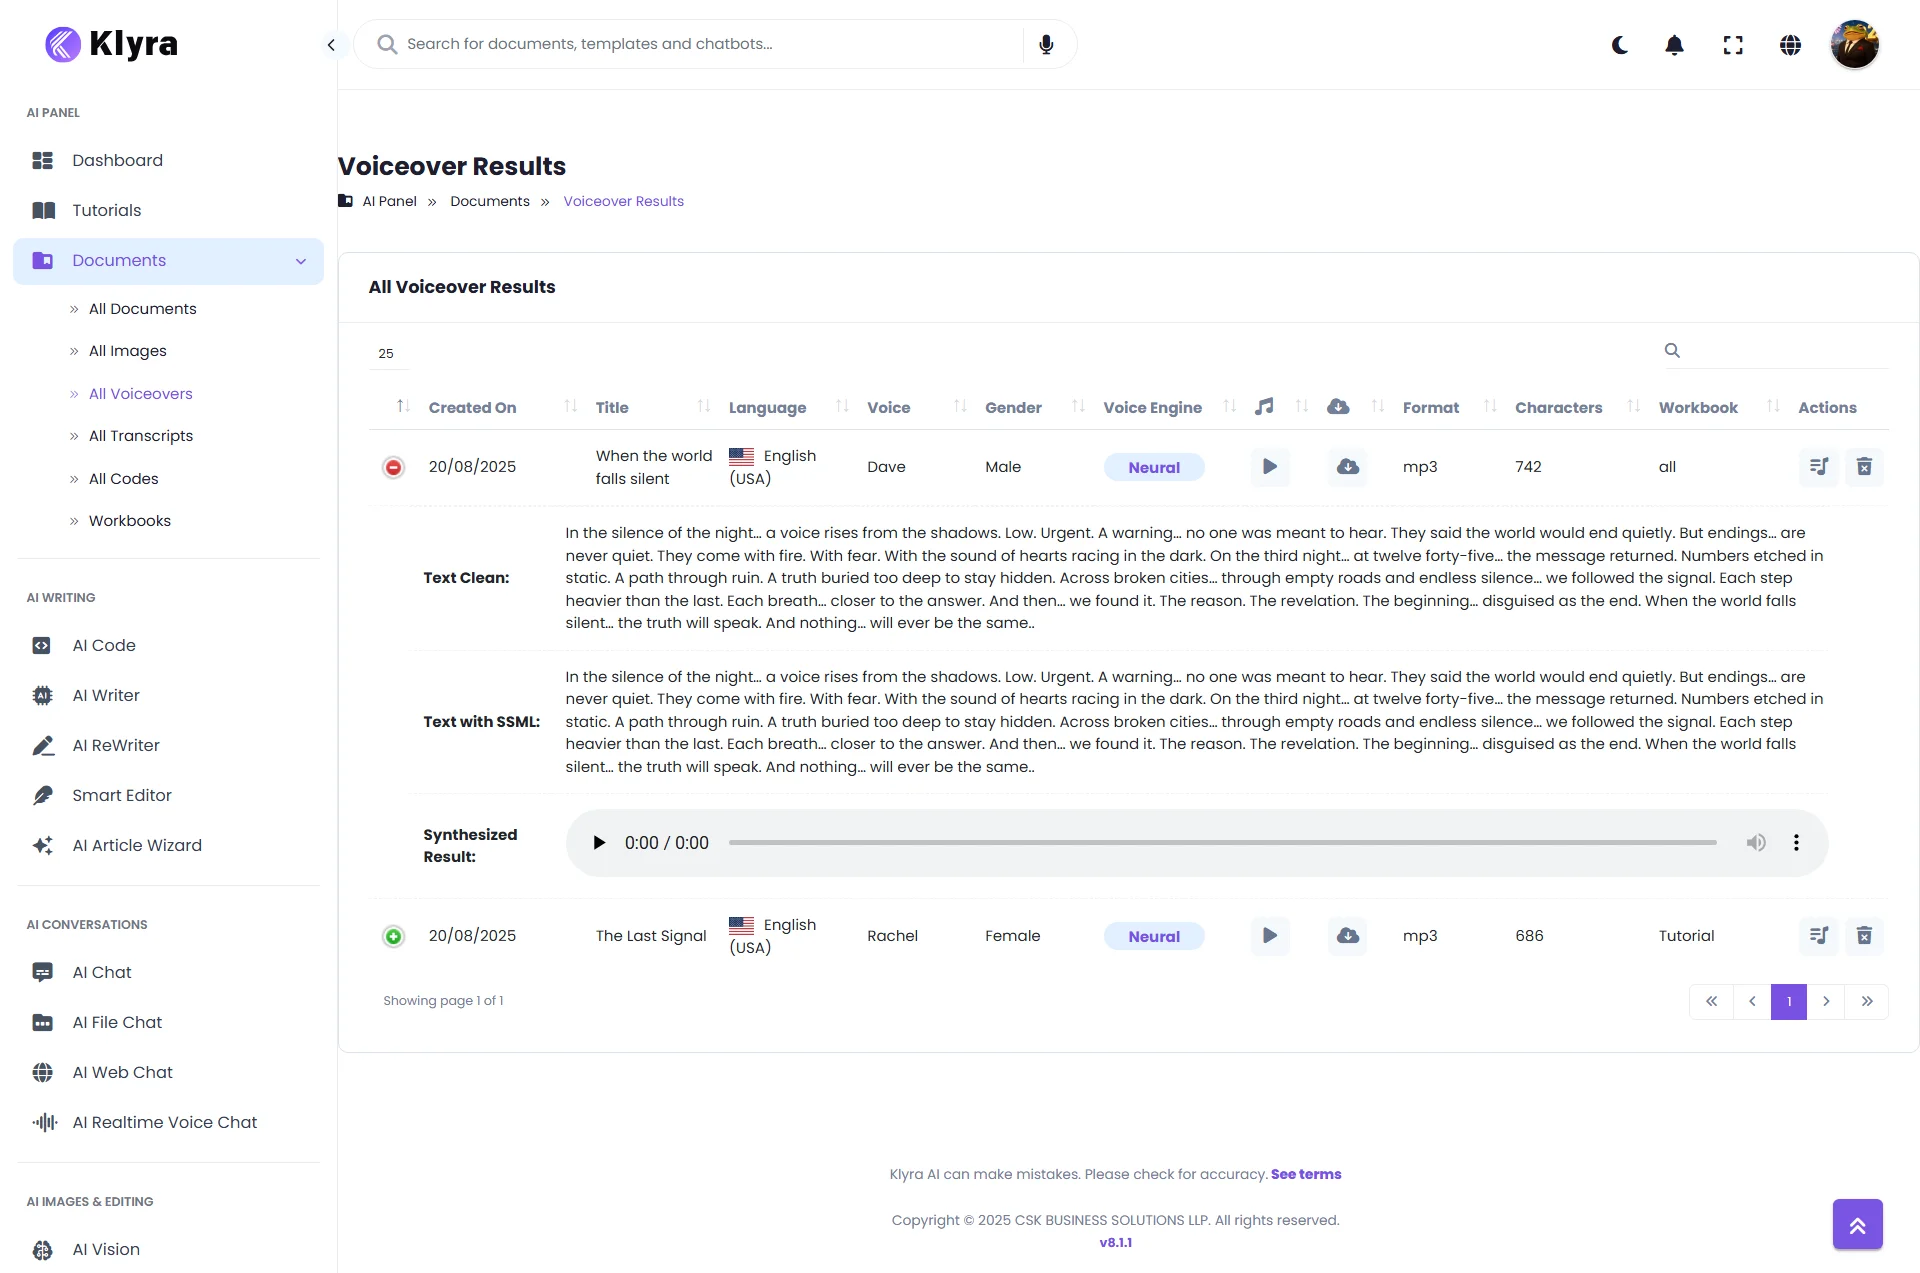 Klyra
Search for documents, templates and chatbots...
AI PANEL
Dashboard
Tutorials
Documents
All Documents
All Images
All Voiceovers
All Transcripts
All Codes
Workbooks
AI WRITING
AI Code
AI Writer
AI ReWriter
Smart Editor
AI Article Wizard
AI CONVERSATIONS
AI Chat
AI File Chat
AI Web Chat
AI Realtime Voice Chat
AI IMAGES & EDITING
AI Vision
Voiceover Results
AI Panel » Documents » Voiceover Results
All Voiceover Results
25
Created On Title Language Voice Gender Voice Engine Format Characters Workbook Actions
20/08/2025 When the world falls silent English (USA) Dave Male Neural mp3 742 all
Text Clean:
In the silence of the night… a voice rises from the shadows. Low. Urgent. A warning… no one was meant to hear. They said the world would end quietly. But endings… are
never quiet. They come with fire. With fear. With the sound of hearts racing in the dark. On the third night… at twelve forty-five… the message returned. Numbers etched in
static. A path through ruin. A truth buried too deep to stay hidden. Across broken cities… through empty roads and endless silence… we followed the signal. Each step
heavier than the last. Each breath… closer to the answer. And then… we found it. The reason. The revelation. The beginning… disguised as the end. When the world falls
silent… the truth will speak. And nothing… will ever be the same..
Text with SSML:
In the silence of the night… a voice rises from the shadows. Low. Urgent. A warning… no one was meant to hear. They said the world would end quietly. But endings… are
never quiet. They come with fire. With fear. With the sound of hearts racing in the dark. On the third night… at twelve forty-five… the message returned. Numbers etched in
static. A path through ruin. A truth buried too deep to stay hidden. Across broken cities… through empty roads and endless silence… we followed the signal. Each step
heavier than the last. Each breath… closer to the answer. And then… we found it. The reason. The revelation. The beginning… disguised as the end. When the world falls
silent… the truth will speak. And nothing… will ever be the same..
Synthesized
Result:
0:00 / 0:00
20/08/2025 The Last Signal English (USA) Rachel Female Neural mp3 686 Tutorial
Showing page 1 of 1
« ‹ 1 › »
Klyra AI can make mistakes. Please check for accuracy. See terms
Copyright © 2025 CSK BUSINESS SOLUTIONS LLP. All rights reserved.
v8.1.1